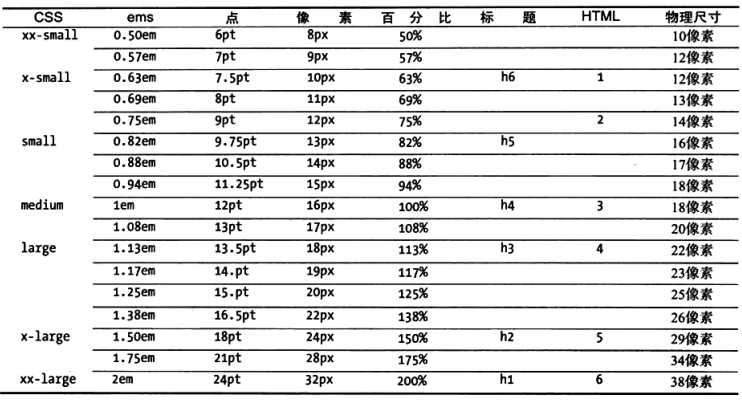 CSS ems 点 像素 百分比 标题 HTML 物理尺寸
xx-small 0.50em 6pt 8px 50% 10像素
0.57em 7pt 9px 57% 12像素
x-small 0.63em 7.5pt 10px 63% h6 1 12像素
0.69em 8pt 11px 69% 13像素
0.75em 9pt 12px 75% 2 14像素
small 0.82em 9.75pt 13px 82% h5 16像素
0.88em 10.5pt 14px 88% 17像素
0.94em 11.25pt 15px 94% 18像素
medium 1em 12pt 16px 100% h4 3 18像素
1.08em 13pt 17px 108% 20像素
large 1.13em 13.5pt 18px 113% h3 4 22像素
1.17em 14.pt 19px 117% 23像素
1.25em 15.pt 20px 125% 25像素
1.38em 16.5pt 22px 138% 26像素
x-large 1.50em 18pt 24px 150% h2 5 29像素
1.75em 21pt 28px 175% 34像素
xx-large 2em 24pt 32px 200% h1 6 38像素